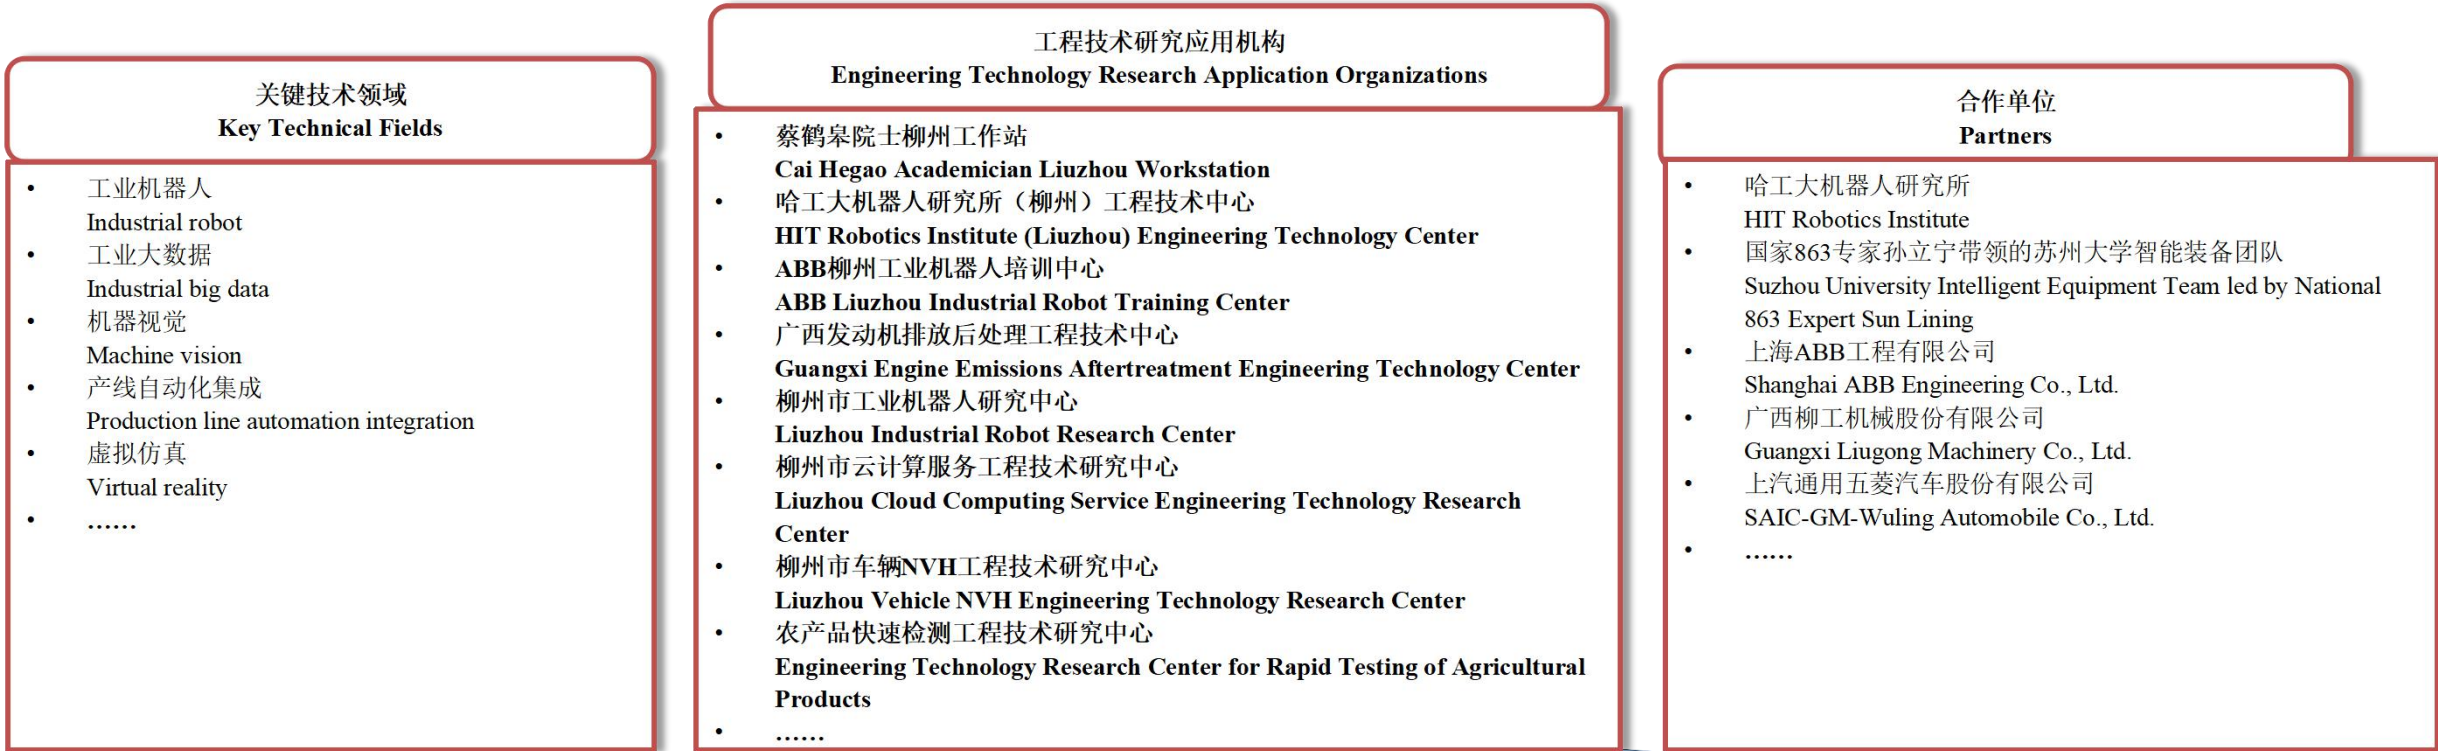 关键技术领域
Key Technical Fields
• 工业机器人
Industrial robot
• 工业大数据
Industrial big data
• 机器视觉
Machine vision
• 产线自动化集成
Production line automation integration
• 虚拟仿真
Virtual reality
• ……
工程技术研究应用机构
Engineering Technology Research Application Organizations
• 蔡鹤皋院士柳州工作站
Cai Hegao Academician Liuzhou Workstation
• 哈工大机器人研究所（柳州）工程技术中心
HIT Robotics Institute (Liuzhou) Engineering Technology Center
• ABB柳州工业机器人培训中心
ABB Liuzhou Industrial Robot Training Center
• 广西发动机排放后处理工程技术中心
Guangxi Engine Emissions Aftertreatment Engineering Technology Center
• 柳州市工业机器人研究中心
Liuzhou Industrial Robot Research Center
• 柳州市云计算服务工程技术研究中心
Liuzhou Cloud Computing Service Engineering Technology Research
Center
• 柳州市车辆NVH工程技术研究中心
Liuzhou Vehicle NVH Engineering Technology Research Center
• 农产品快速检测工程技术研究中心
Engineering Technology Research Center for Rapid Testing of Agricultural
Products
• ……
合作单位
Partners
• 哈工大机器人研究所
HIT Robotics Institute
• 国家863专家孙立宁带领的苏州大学智能装备团队
Suzhou University Intelligent Equipment Team led by National
863 Expert Sun Lining
• 上海ABB工程有限公司
Shanghai ABB Engineering Co., Ltd.
• 广西柳工机械股份有限公司
Guangxi Liugong Machinery Co., Ltd.
• 上汽通用五菱汽车股份有限公司
SAIC-GM-Wuling Automobile Co., Ltd.
• ……